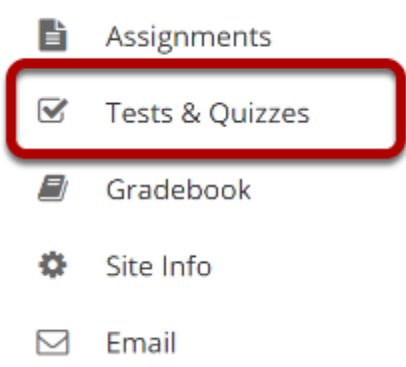 Assignments
Tests & Quizzes
Gradebook
Site Info
Email